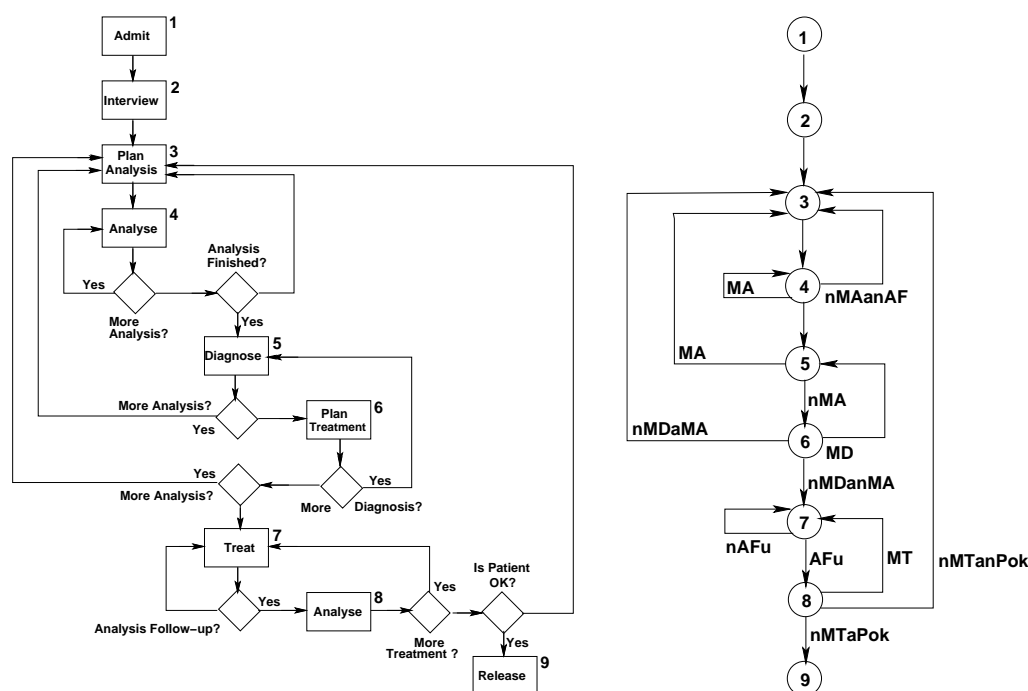 1
Admit
2
Interview
3
Plan
Analysis
4
Analyse
Analysis
Finished?
Yes
More
Analysis?
Yes
5
Diagnose
More Analysis?
Yes
6
Plan
Treatment
Yes
More Analysis?
Yes
More
Diagnosis?
7
Treat
Is Patient
OK?
Yes
8
Yes
Analyse
Analysis Follow-up?
More
Treatment ?
Yes
9
Release
1
2
3
4
MA
nMAanAF
5
MA
nMA
nMDaMA
6
MD
nMDanMA
7
nAFu
AFu
MT
nMTanPok
8
nMTaPok
9